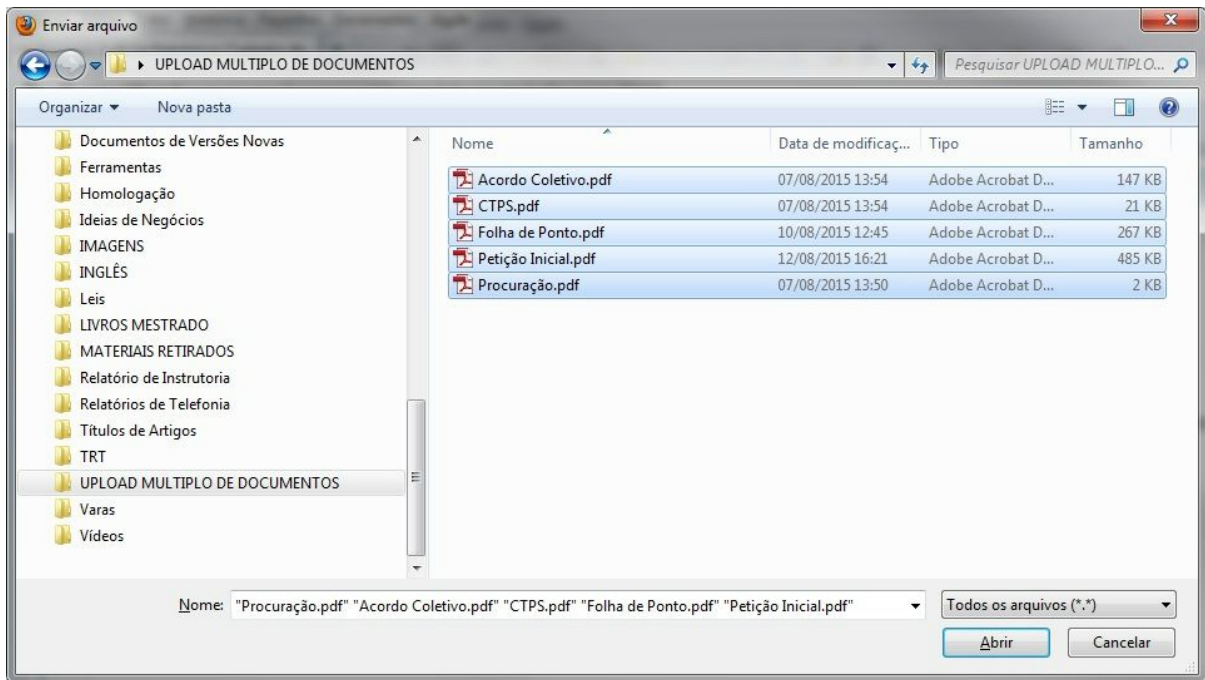 Enviar arquivo
UPLOAD MULTIPLO DE DOCUMENTOS
Pesquisar UPLOAD MULTIPLO...
Organizar
Nova pasta
Documentos de Versões Novas
Ferramentas
Homologação
Ideias de Negócios
IMAGENS
INGLÊS
Leis
LIVROS MESTRADO
MATERIAIS RETIRADOS
Relatório de Instrutoria
Relatórios de Telefonia
Títulos de Artigos
TRT
UPLOAD MULTIPLO DE DOCUMENTOS
Varas
Vídeos
Nome Data de modificaç... Tipo Tamanho
Acordo Coletivo.pdf 07/08/2015 13:54 Adobe Acrobat D... 147 KB
CTPS.pdf 07/08/2015 13:54 Adobe Acrobat D... 21 KB
Folha de Ponto.pdf 10/08/2015 12:45 Adobe Acrobat D... 267 KB
Petição Inicial.pdf 12/08/2015 16:21 Adobe Acrobat D... 485 KB
Procuração.pdf 07/08/2015 13:50 Adobe Acrobat D... 2 KB
Nome: "Procuração.pdf" "Acordo Coletivo.pdf" "CTPS.pdf" "Folha de Ponto.pdf" "Petição Inicial.pdf"
Todos os arquivos (*.*)
Abrir
Cancelar